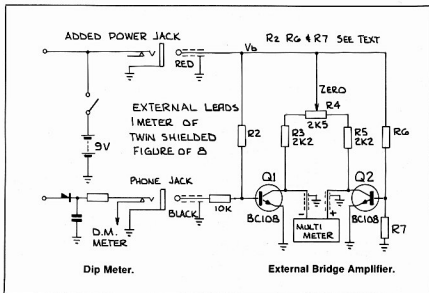 ADDED POWER JACK
Vb
R2 R6 & R7 SEE TEXT
RED
ZERO
R4
2K5
EXTERNAL LEADS
1 METER OF
TWIN SHIELDED
FIGURE OF 8
R2
R3
2K2
R5
2K2
R6
9V
PHONE JACK
Q1
Q2
BLACK
10K
BC108
BC108
- +
MULTI
METER
R7
D.M.
METER
Dip Meter.
External Bridge Amplifier.